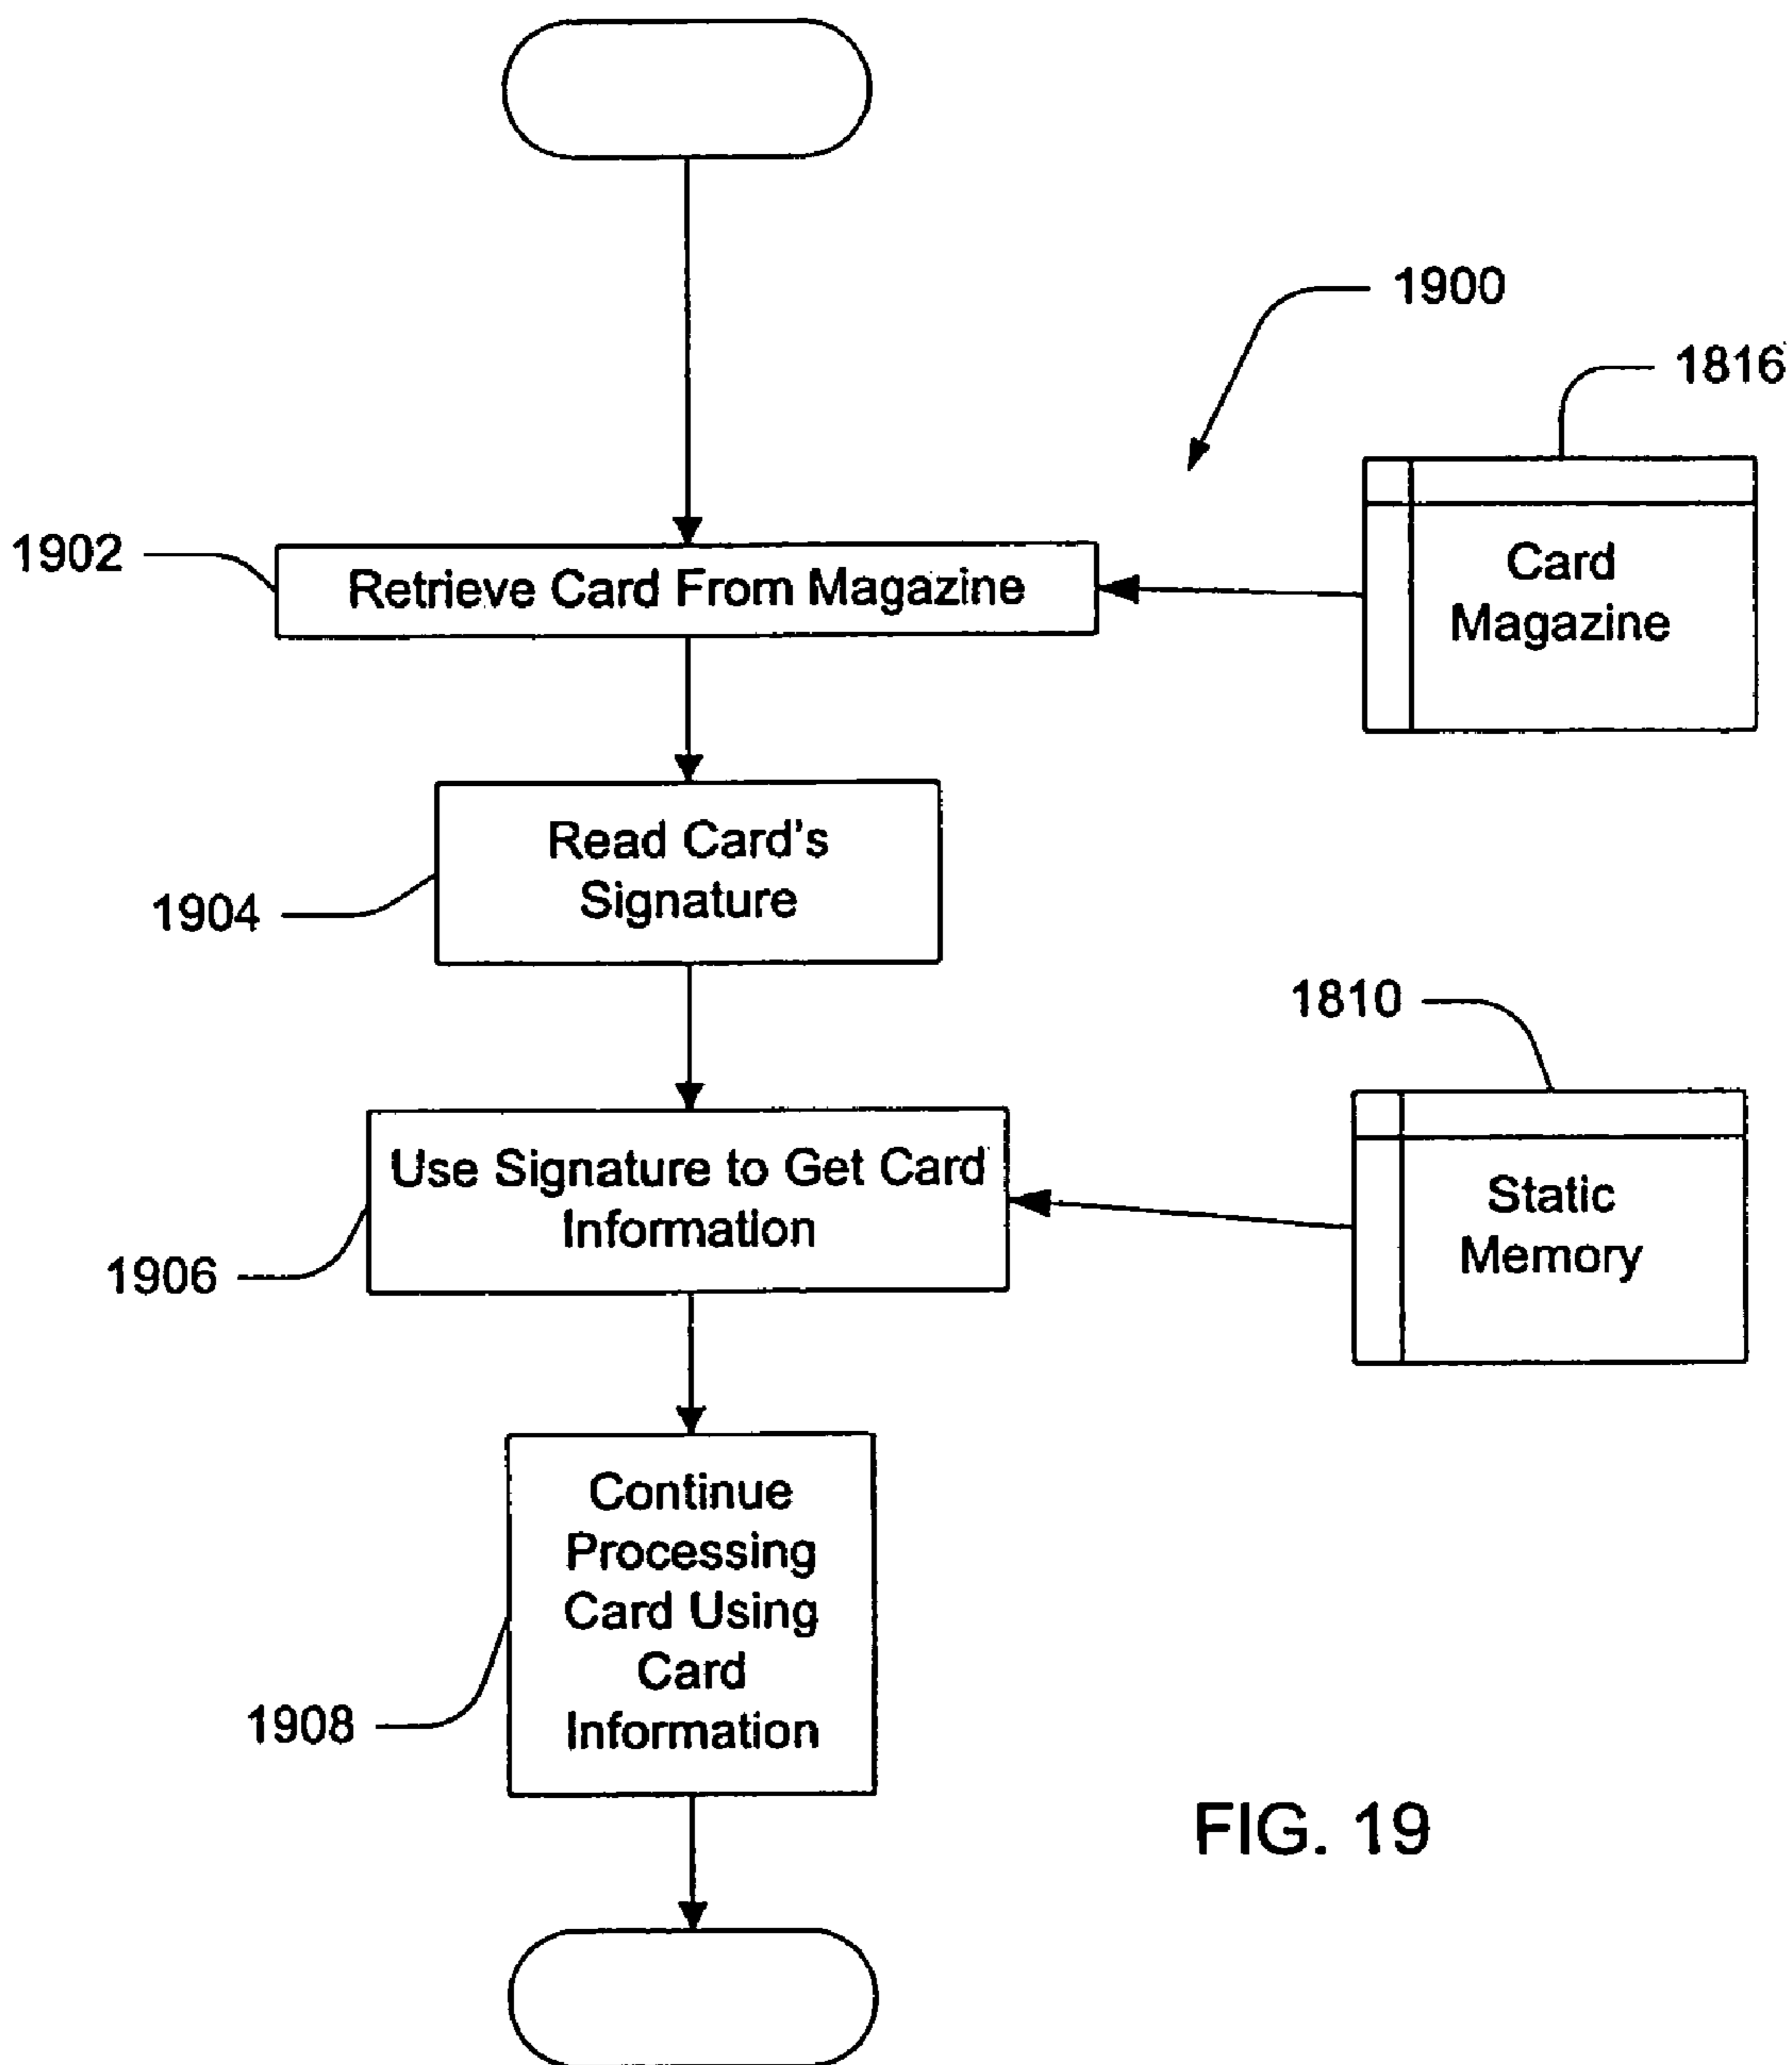 1900
1816
1902
Retrieve Card From Magazine
Card
Magazine
Read Card's
Signature
1904
1810
Use Signature to Get Card
Information
Static
Memory
1906
Continue
Processing
Card Using
Card
Information
1908
FIG. 19